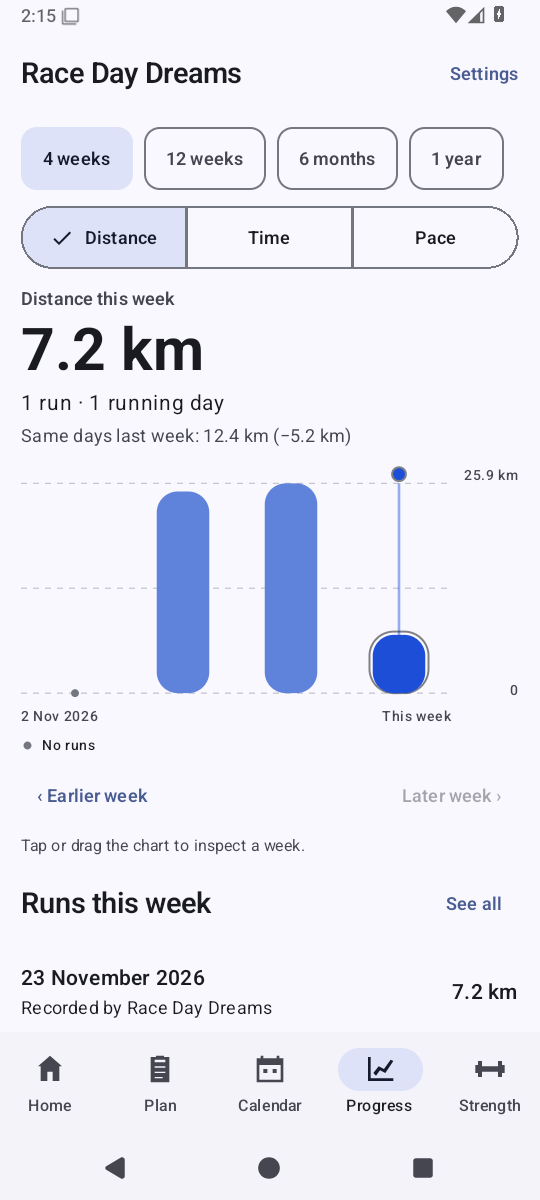 2:15
Race Day Dreams
Settings
4 weeks
12 weeks
6 months
1 year
Distance
Time
Pace
Distance this week
7.2 km
1 run · 1 running day
Same days last week: 12.4 km (−5.2 km)
25.9 km
0
2 Nov 2026
This week
No runs
‹ Earlier week
Later week ›
Tap or drag the chart to inspect a week.
Runs this week
See all
23 November 2026
7.2 km
Recorded by Race Day Dreams
Home
Plan
Calendar
Progress
Strength